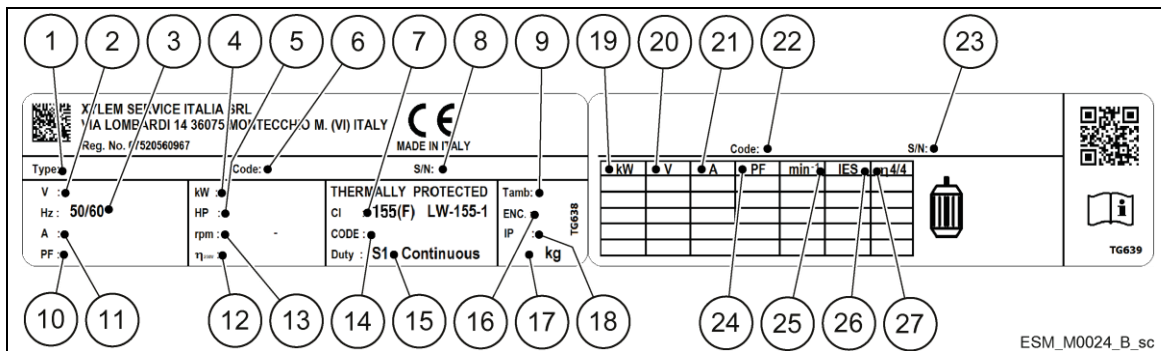 1 2 3 4 5 6 7 8 9 19 20 21 22 23
XYLEM SERVICE ITALIA SRL
VIA LOMBARDI 14 36075 MONTECCHIO M. (VI) ITALY
Reg. No. 07520560967
CE
MADE IN ITALY
Type: Code: S/N:
V :
Hz : 50/60
A :
PF :
kW :
HP :
rpm : -
η
THERMALLY PROTECTED
Cl : 155(F) LW-155-1
CODE :
Duty : S1 Continuous
Tamb:
ENC. :
IP :
kg
TG638
Code: S/N:
kW V A PF min-1 IES η4/4
i
TG639
10 11 12 13 14 15 16 17 18 24 25 26 27
ESM_M0024_B_sc